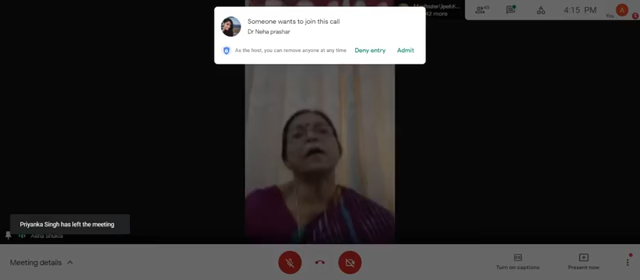 Someone wants to join this call
Dr Neha prashar
As the host, you can remove anyone at any time
Deny entry
Admit
4:15 PM
You
A
Priyanka Singh has left the meeting
Meeting details
Turn on captions
Present now